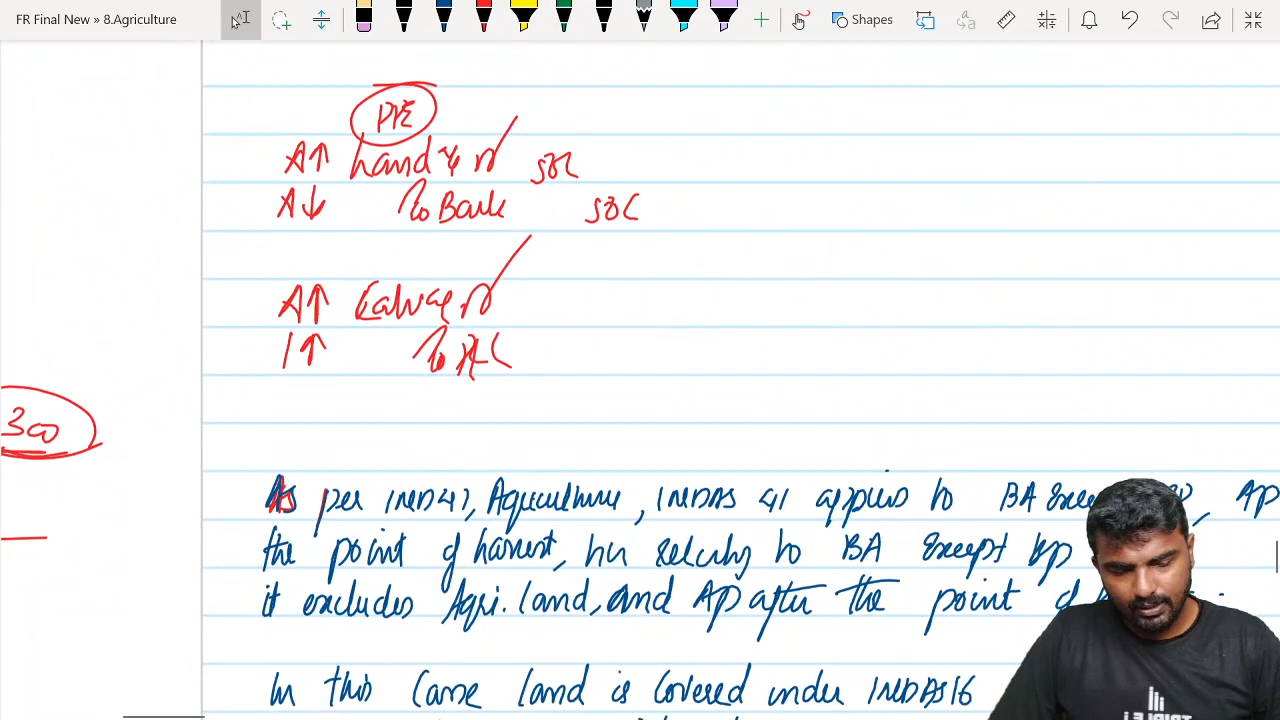 FR Final New » 8.Agriculture
Shapes
PPE
A↑ Land Dr
SOC
A↓ To Bank
SOC
A↑ Dr
I↑ To
300
As per INDAS 41, Agriculture, INDAS 41 applies to BA Except
the point of harvest, relating to BA Except
it excludes Agri. land, and AP after the point of
In this Case land is Covered under INDAS 16